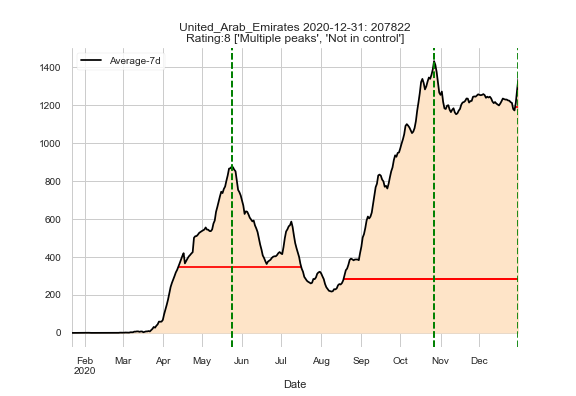 United_Arab_Emirates 2020-12-31: 207822
Rating:8 ['Multiple peaks', 'Not in control']
Average-7d
1400
1200
1000
800
600
400
200
0
Feb Mar Apr May Jun Jul Aug Sep Oct Nov Dec
2020
Date